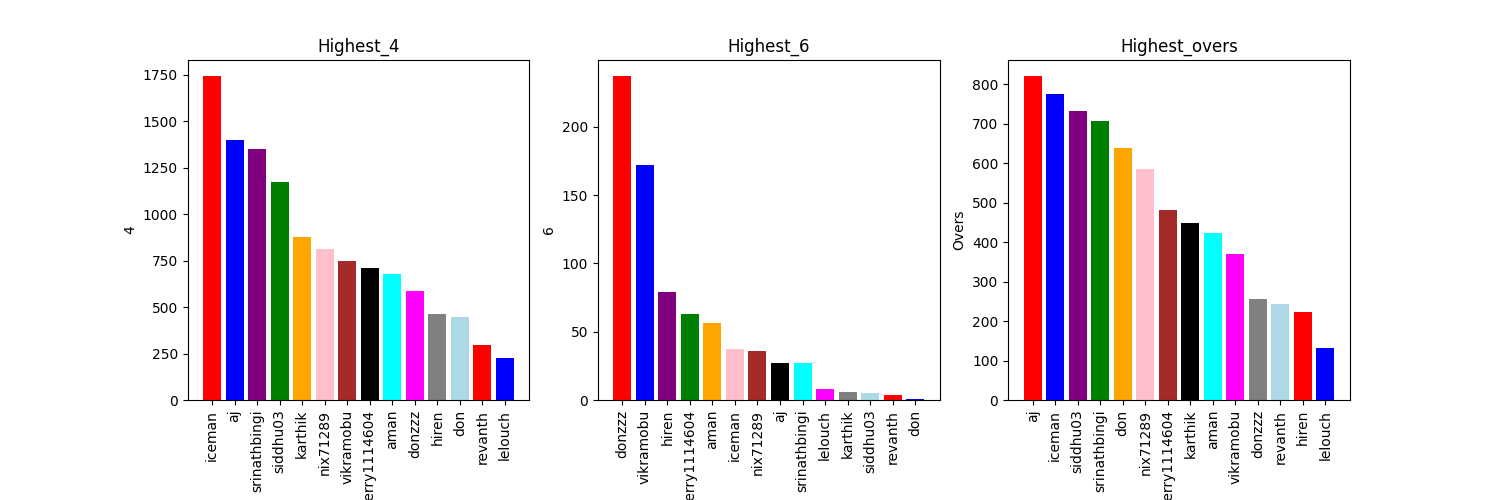 Highest_4
4
1750
1500
1250
1000
750
500
250
0
iceman
aj
srinathbingi
siddhu03
karthik
nix71289
vikramobu
erry1114604
aman
donzzz
hiren
don
revanth
lelouch
Highest_6
6
200
150
100
50
0
donzzz
vikramobu
hiren
erry1114604
aman
iceman
nix71289
aj
srinathbingi
lelouch
karthik
siddhu03
revanth
don
Highest_overs
Overs
800
700
600
500
400
300
200
100
0
aj
iceman
siddhu03
srinathbingi
don
nix71289
erry1114604
karthik
aman
vikramobu
donzzz
revanth
hiren
lelouch